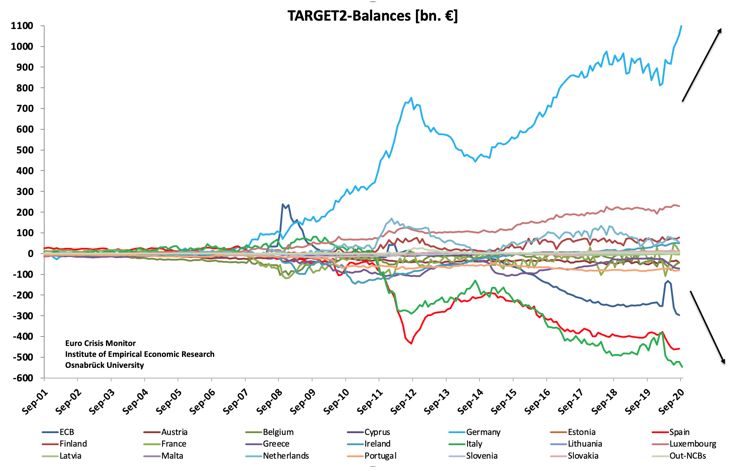 TARGET2-Balances [bn. €]
1100
1000
900
800
700
600
500
400
300
200
100
0
-100
-200
-300
-400
-500
-600
Euro Crisis Monitor
Institute of Empirical Economic Research
Osnabrück University
Sep-01 Sep-02 Sep-03 Sep-04 Sep-05 Sep-06 Sep-07 Sep-08 Sep-09 Sep-10 Sep-11 Sep-12 Sep-13 Sep-14 Sep-15 Sep-16 Sep-17 Sep-18 Sep-19 Sep-20
ECB Austria Belgium Cyprus Germany Estonia Spain
Finland France Greece Ireland Italy Lithuania Luxembourg
Latvia Malta Netherlands Portugal Slovenia Slovakia Out-NCBs